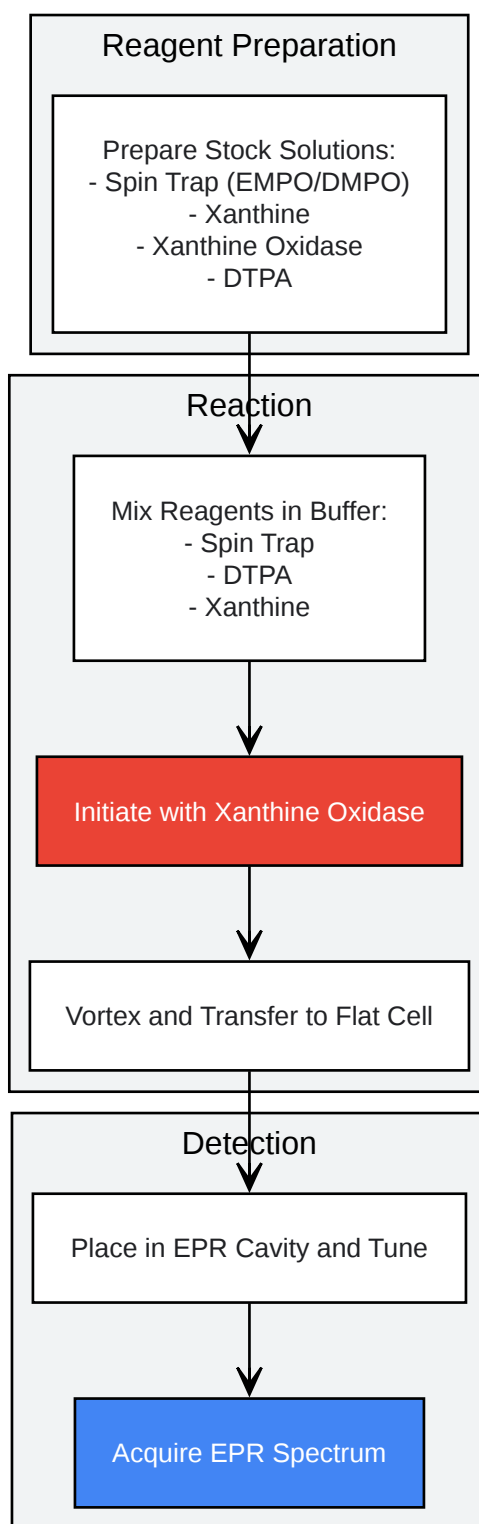 Reagent Preparation
Prepare Stock Solutions:
- Spin Trap (EMPO/DMPO)
- Xanthine
- Xanthine Oxidase
- DTPA
Reaction
Mix Reagents in Buffer:
- Spin Trap
- DTPA
- Xanthine
Initiate with Xanthine Oxidase
Vortex and Transfer to Flat Cell
Detection
Place in EPR Cavity and Tune
Acquire EPR Spectrum